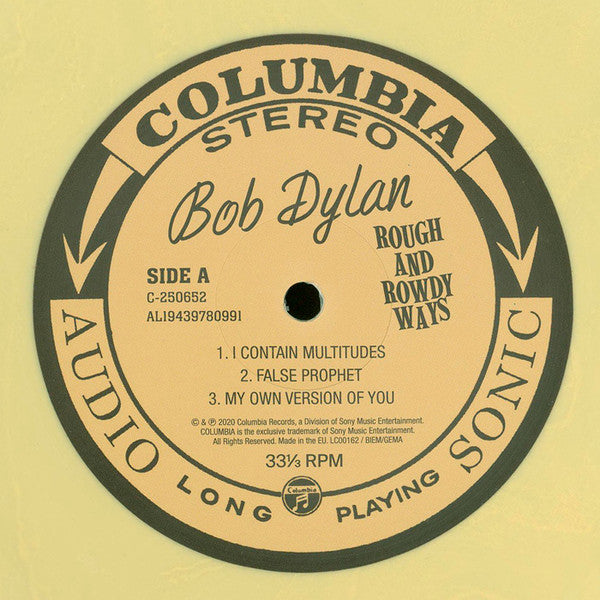 COLUMBIA
STEREO
Bob Dylan
ROUGH
AND
ROWDY
WAYS
SIDE A
C-250652
AL19439780991
1. I CONTAIN MULTITUDES
2. FALSE PROPHET
3. MY OWN VERSION OF YOU
© & ℗ 2020 Columbia Records, a Division of Sony Music Entertainment.
COLUMBIA is the exclusive trademark of Sony Music Entertainment.
All Rights Reserved. Made in the EU. LC00162 / BIEM/GEMA
33⅓ RPM
AUDIO
LONG
Columbia
PLAYING
SONIC